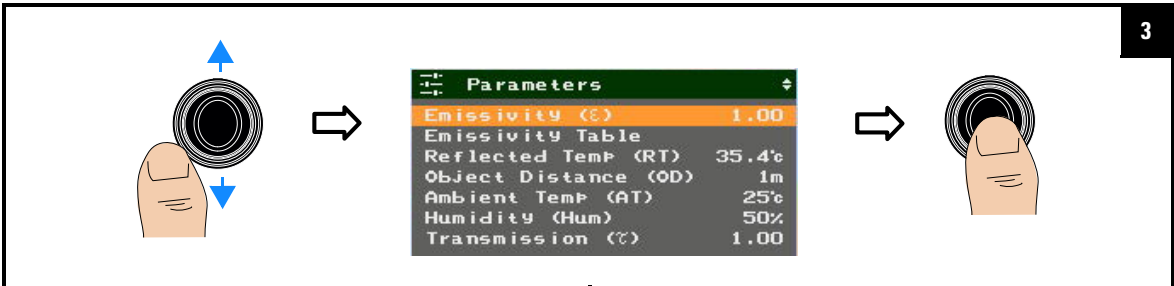 3
Parameters
Emissivity (ε) 1.00
Emissivity Table
Reflected Temp (RT) 35.4℃
Object Distance (OD) 1m
Ambient Temp (AT) 25℃
Humidity (Hum) 50%
Transmission (τ) 1.00